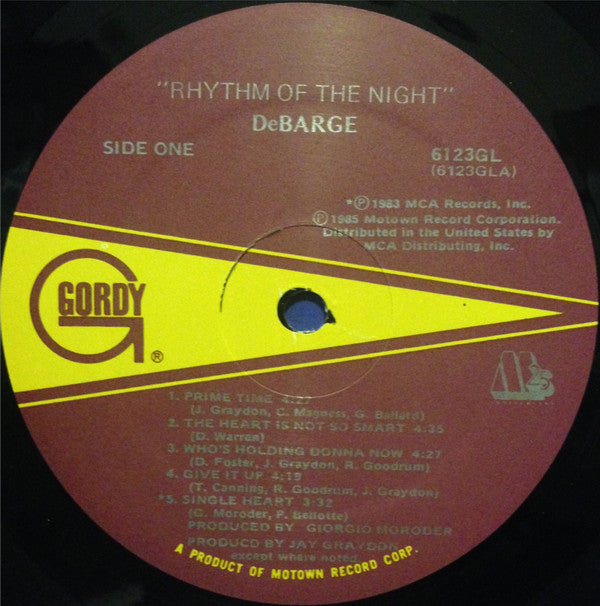 "RHYTHM OF THE NIGHT"
DeBARGE
SIDE ONE
6123GL
(6123GLA)
*Ⓟ1983 MCA Records, Inc.
Ⓟ1985 Motown Record Corporation.
Distributed in the United States by
MCA Distributing, Inc.
GORDY
G®
1. PRIME TIME 4:27
(J. Graydon, C. Magness, G. Ballard)
2. THE HEART IS NOT SO SMART 4:35
(D. Warren)
3. WHO'S HOLDING DONNA NOW 4:27
(D. Foster, J. Graydon, R. Goodrum)
4. GIVE IT UP 4:19
(T. Canning, R. Goodrum, J. Graydon)
*5. SINGLE HEART 3:32
(G. Moroder, P. Bellotte)
PRODUCED BY GIORGIO MORODER
PRODUCD BY JAY GRAYDON
except where noted
A PRODUCT OF MOTOWN RECORD CORP.